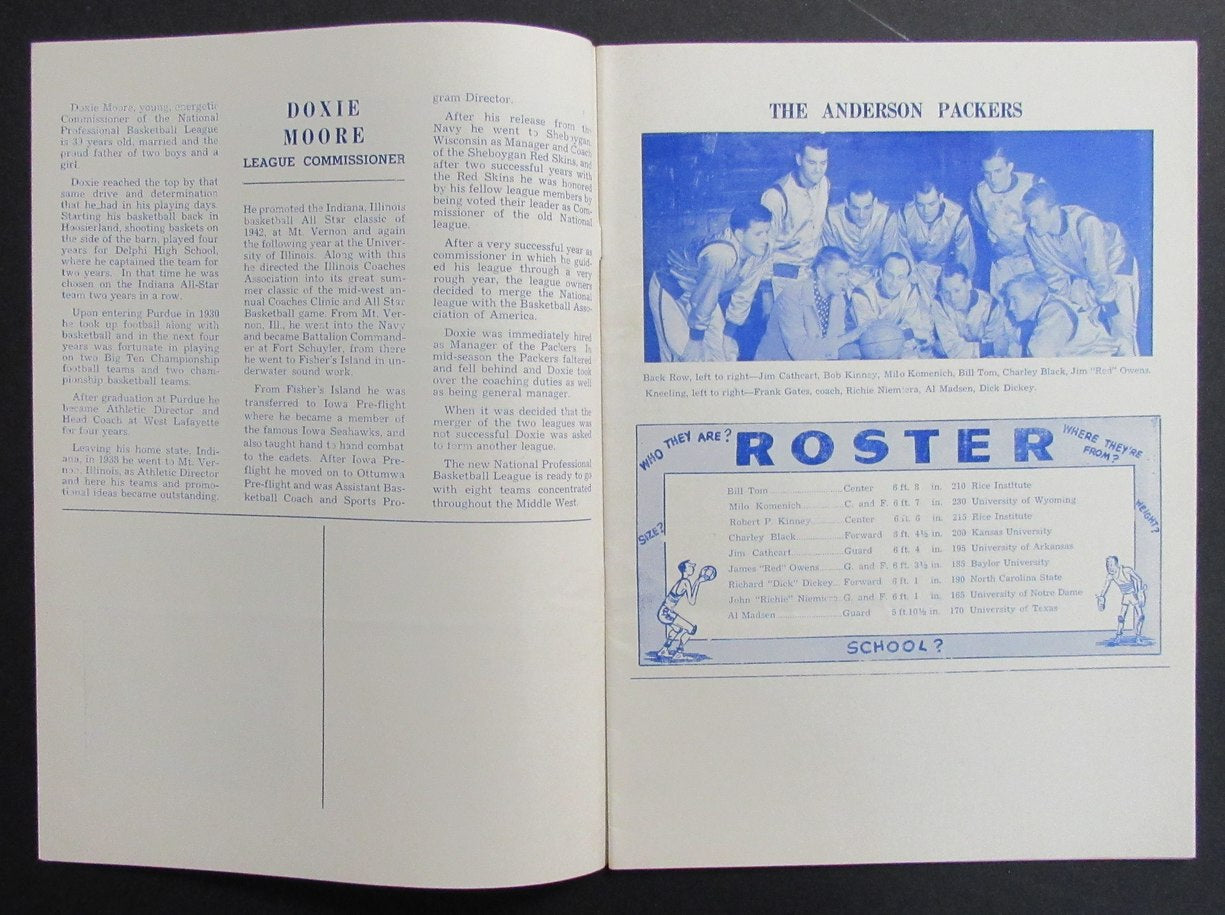 Doxie Moore, young, energetic
Commissioner of the National
Professional Basketball League
is 39 years old, married and the
proud father of two boys and a
girl.
Doxie reached the top by that
same drive and determination
that he had in his playing days.
Starting his basketball back in
Hoosierland, shooting baskets on
the side of the barn, played four
years for Delphi High School,
where he captained the team for
two years. In that time he was
chosen on the Indiana All-Star
team two years in a row.
Upon entering Purdue in 1930
he took up football along with
basketball and in the next four
years was fortunate in playing
on two Big Ten Championship
football teams and two cham-
pionship basketball teams.
After graduation at Purdue he
became Athletic Director and
Head Coach at West Lafayette
for four years.
Leaving his home state, Indi-
ana, in 1938 he went to Mt. Ver-
non, Illinois, as Athletic Director
and here his teams and promo-
tional ideas became outstanding.
DOXIE
MOORE
LEAGUE COMMISSIONER
He promoted the Indiana, Illinois
basketball All Star classic of
1942, at Mt. Vernon and again
the following year at the Univer-
sity of Illinois. Along with this
he directed the Illinois Coaches
Association into its great sum-
mer classic of the mid-west an-
nual Coaches Clinic and All Star
Basketball game. From Mt. Ver-
non, Ill., he went into the Navy
and became Battalion Command-
er at Fort Schuyler, from there
he went to Fisher's Island in un-
derwater sound work.
From Fisher's Island he was
transferred to Iowa Pre-flight
where he became a member of
the famous Iowa Seahawks, and
also taught hand to hand combat
to the cadets. After Iowa Pre-
flight he moved on to Ottumwa
Pre-flight and was Assistant Bas-
ketball Coach and Sports Pro-
gram Director.
After his release from the
Navy he went to Sheboygan,
Wisconsin as Manager and Coach
of the Sheboygan Red Skins, and
after two successful years with
the Red Skins he was honored
by his fellow league members by
being voted their leader as Com-
missioner of the old National
league.
After a very successful year as
commissioner in which he guid-
ed his league through a very
rough year, the league owners
decided to merge the National
league with the Basketball Asso-
ciation of America.
Doxie was immediately hired
as Manager of the Packers. In
mid-season the Packers faltered
and fell behind and Doxie took
over the coaching duties as well
as being general manager.
When it was decided that the
merger of the two leagues was
not successful Doxie was asked
to form another league.
The new National Professional
Basketball League is ready to go
with eight teams concentrated
throughout the Middle West.
THE ANDERSON PACKERS
Back Row, left to right—Jim Cathcart, Bob Kinney, Milo Komenich, Bill Tom, Charley Black, Jim "Red" Owens.
Kneeling, left to right—Frank Gates, coach, Richie Niemiera, Al Madsen, Dick Dickey.
WHO THEY ARE? ROSTER WHERE THEY'RE FROM?
SIZE?
WEIGHT?
Bill Tom Center 6 ft. 8 in. 210 Rice Institute
Milo Komenich C. and F. 6 ft. 7 in. 230 University of Wyoming
Robert P. Kinney Center 6 ft. 6 in. 215 Rice Institute
Charley Black Forward 6 ft. 4½ in. 200 Kansas University
Jim Cathcart Guard 6 ft. 4 in. 195 University of Arkansas
James "Red" Owens G. and F. 6 ft. 3½ in. 185 Baylor University
Richard "Dick" Dickey Forward 6 ft. 1 in. 190 North Carolina State
John "Richie" Niemiera G. and F. 6 ft. 1 in. 165 University of Notre Dame
Al Madsen Guard 5 ft 10½ in. 170 University of Texas
SCHOOL?